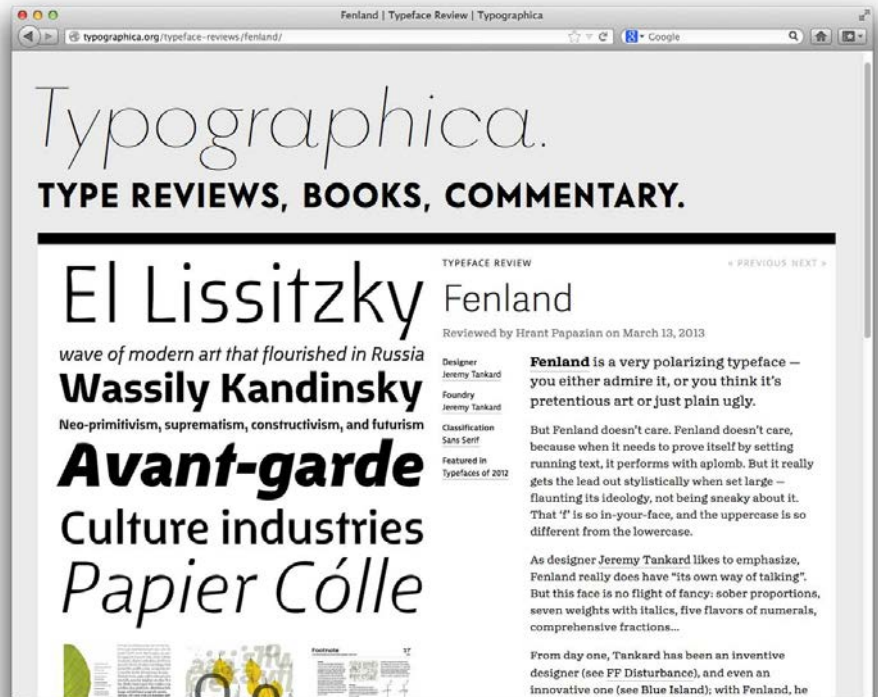 Fenland | Typeface Review | Typographica
typographica.org/typeface-reviews/fenland/
Google
Typographica.
TYPE REVIEWS, BOOKS, COMMENTARY.
El Lissitzky
wave of modern art that flourished in Russia
Wassily Kandinsky
Neo-primitivism, suprematism, constructivism, and futurism
Avant-garde
Culture industries
Papier Cólle
TYPEFACE REVIEW
« PREVIOUS NEXT »
Fenland
Reviewed by Hrant Papazian on March 13, 2013
Designer
Jeremy Tankard
Foundry
Jeremy Tankard
Classification
Sans Serif
Featured in
Typefaces of 2012
Fenland is a very polarizing typeface —
you either admire it, or you think it’s
pretentious art or just plain ugly.
But Fenland doesn’t care. Fenland doesn’t care,
because when it needs to prove itself by setting
running text, it performs with aplomb. But it really
gets the lead out stylistically when set large —
flaunting its ideology, not being sneaky about it.
That ‘f’ is so in-your-face, and the uppercase is so
different from the lowercase.
As designer Jeremy Tankard likes to emphasize,
Fenland really does have “its own way of talking”.
But this face is no flight of fancy: sober proportions,
seven weights with italics, five flavors of numerals,
comprehensive fractions…
From day one, Tankard has been an inventive
designer (see FF Disturbance), and even an
innovative one (see Blue Island); with Fenland, he
Footnote